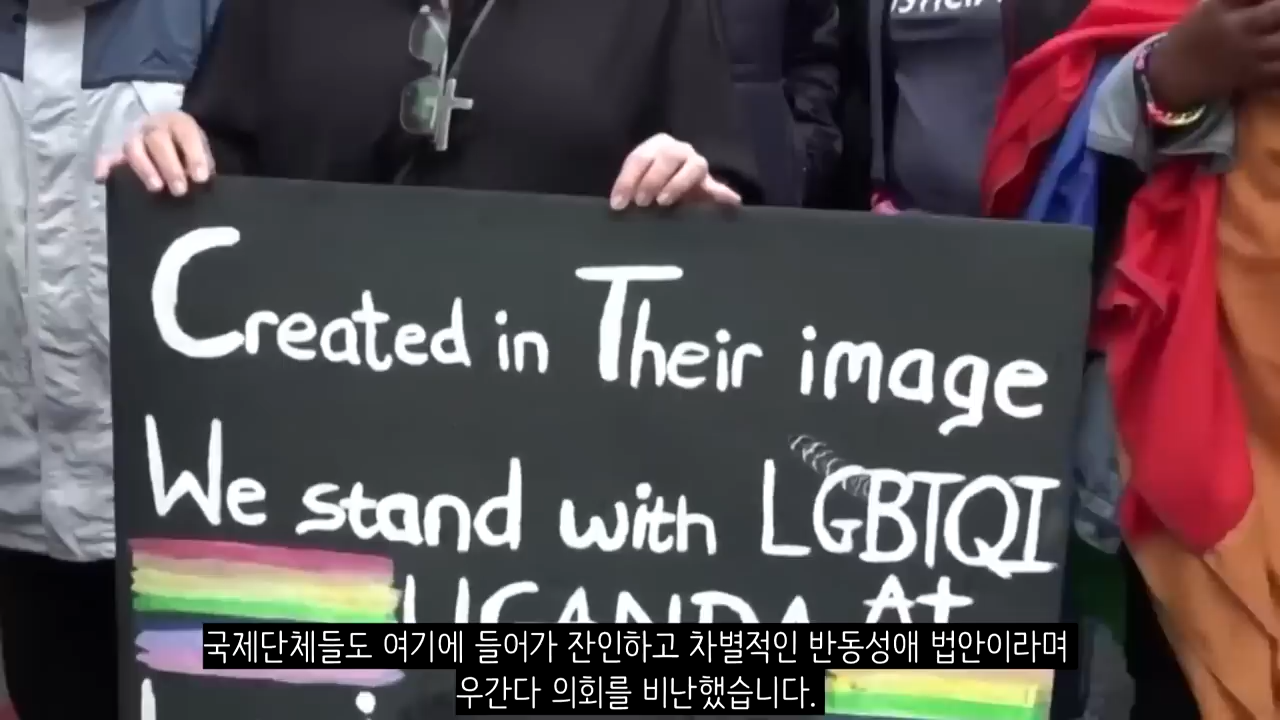 Created in Their image
We stand with LGBTQI
UGANDA At
국제단체들도 여기에 들어가 잔인하고 차별적인 반동성애 법안이라며
우간다 의회를 비난했습니다.